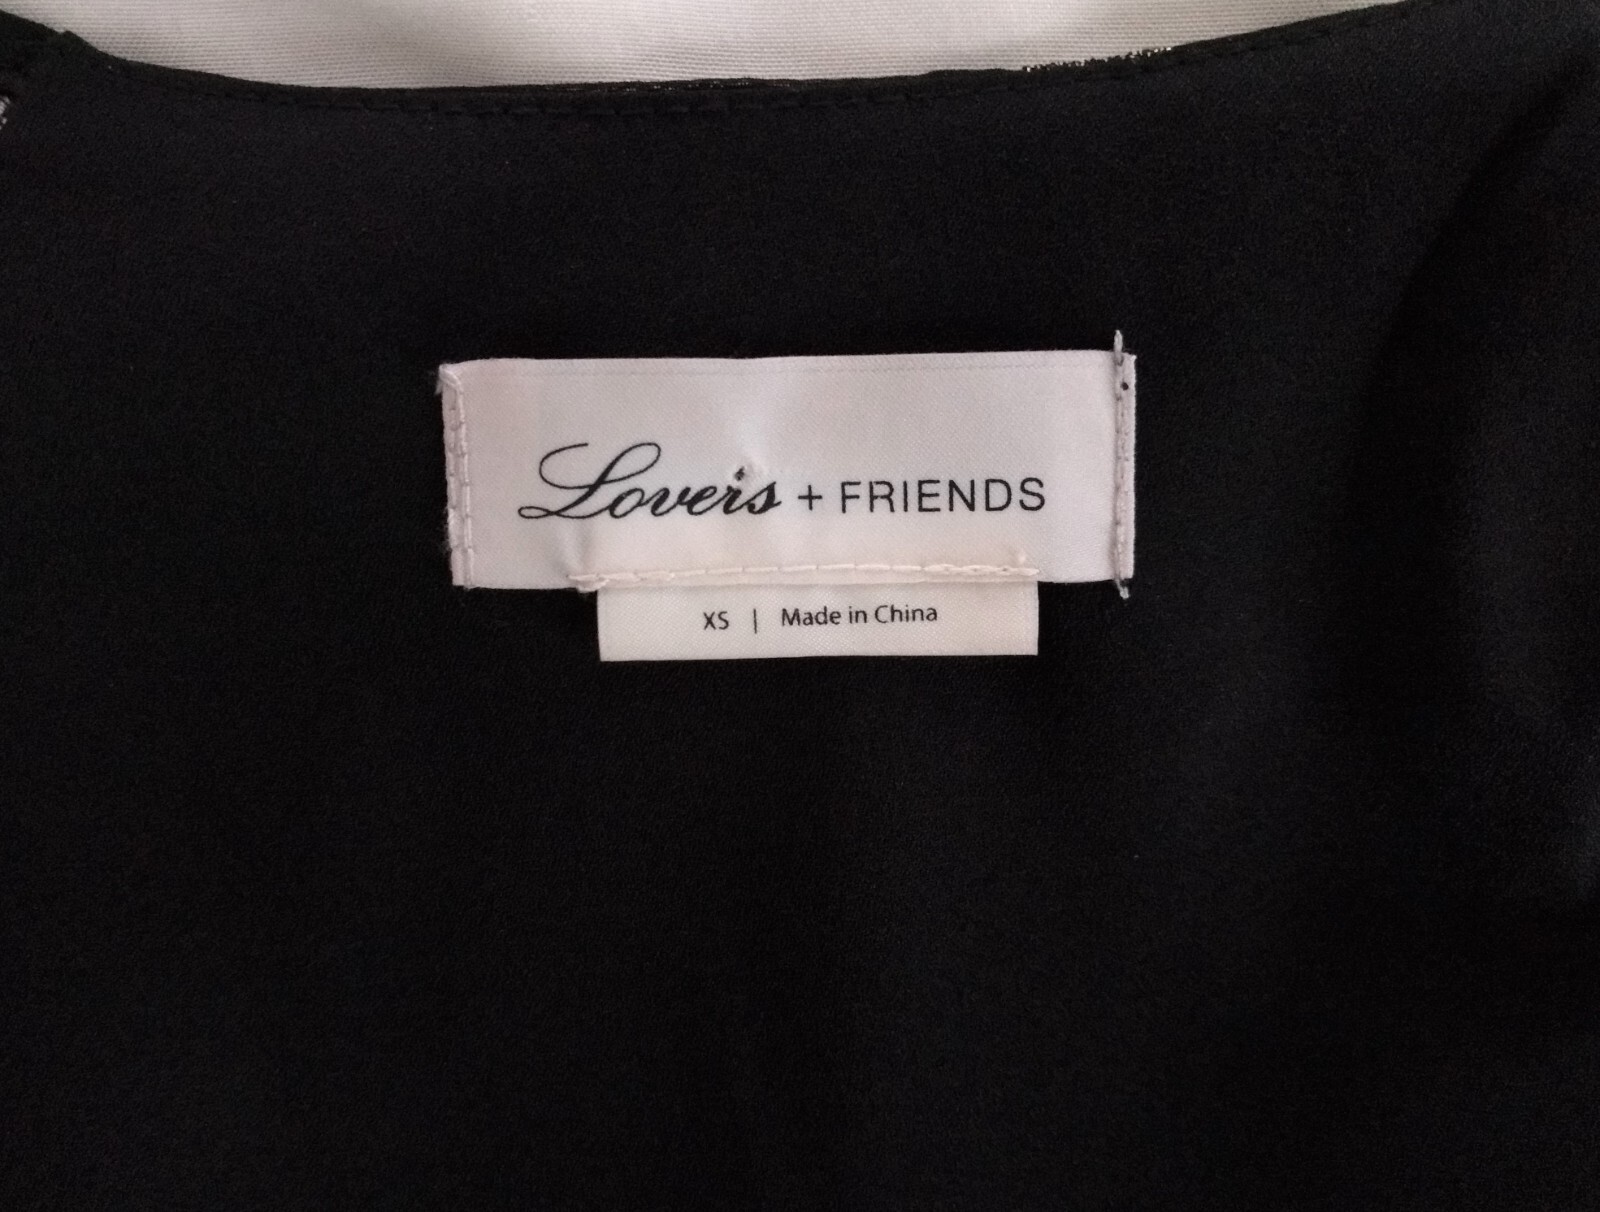 Lovers + FRIENDS
XS | Made in China